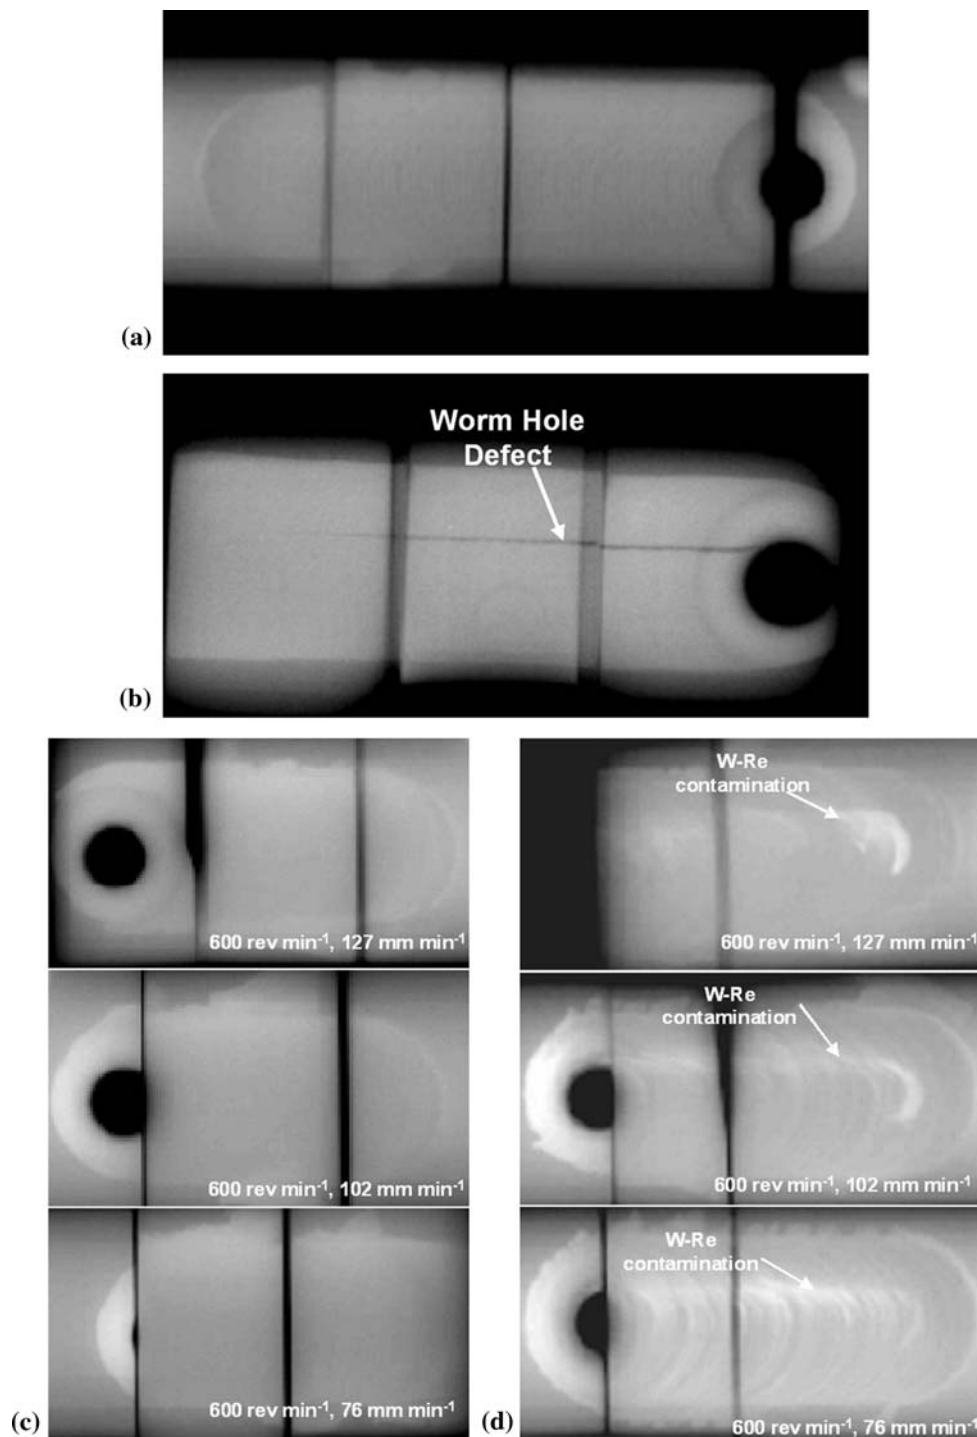 (a)
Worm Hole
Defect
(b)
600 rev min⁻¹, 127 mm min⁻¹
600 rev min⁻¹, 102 mm min⁻¹
600 rev min⁻¹, 76 mm min⁻¹
(c)
W-Re
contamination
600 rev min⁻¹, 127 mm min⁻¹
W-Re
contamination
600 rev min⁻¹, 102 mm min⁻¹
W-Re
contamination
600 rev min⁻¹, 76 mm min⁻¹
(d)